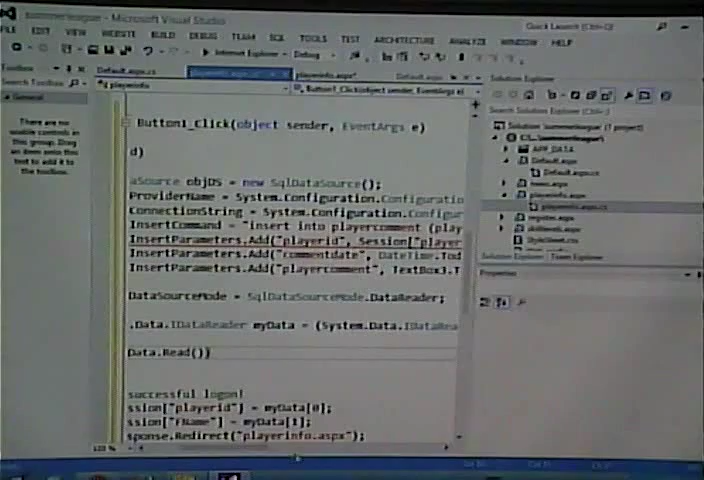 summerleague - Microsoft Visual Studio
Quick Launch (Ctrl+Q)
FILE EDIT VIEW WEBSITE BUILD DEBUG TEAM SQL TOOLS TEST ARCHITECTURE ANALYZE WINDOW HELP
Internet Explorer Debug
Toolbox
Search Toolbox
General
There are no
usable controls in
this group. Drag
an item onto this
text to add it to
the toolbox.
Default.aspx.cs
playerinfo.aspx*
Default.aspx
playerinfo
Button1_Click(object sender, EventArgs e)
Button1_Click(object sender, EventArgs e)
d)
aSource objDS = new SqlDataSource();
ProviderName = System.Configuration.Configuratio
ConnectionString = System.Configuration.Configura
InsertCommand = "insert into playercomment (play
InsertParameters.Add("playerid", Session["player
InsertParameters.Add("commentdate", DateTime.Tod
InsertParameters.Add("playercomment", TextBox3.T
DataSourceMode = SqlDataSourceMode.DataReader;
.Data.IDataReader myData = (System.Data.IDataRea
Data.Read())
successful logon!
ssion["playerid"] = myData[0];
ssion["FName"] = myData[1];
sponse.Redirect("playerinfo.aspx");
Solution Explorer
Search Solution Explorer (Ctrl+;)
Solution 'summerleague' (1 project)
C:\...\summerleague\
APP_DATA
Default.aspx
Default.aspx.cs
news.aspx
playerinfo.aspx
playerinfo.aspx.cs
register.aspx
StyleSheet.css
Solution Explorer Team Explorer
Properties